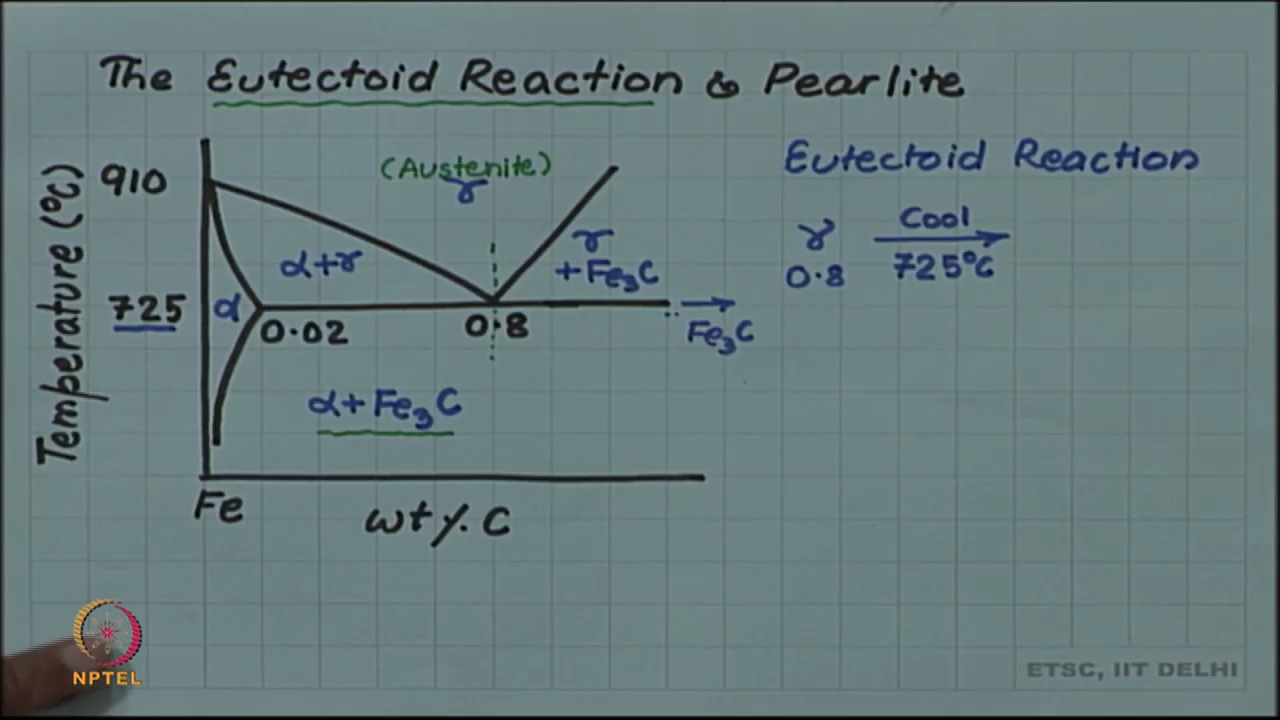 The Eutectoid Reaction & Pearlite
Temperature (°C)
910
725
(Austenite)
γ
α+γ
γ
+Fe₃C
α
0.02
0.8
Fe₃C
α+Fe₃C
Fe
wt%. C
Eutectoid Reaction
γ
0.8
Cool
725°C
NPTEL
ETSC, IIT DELHI